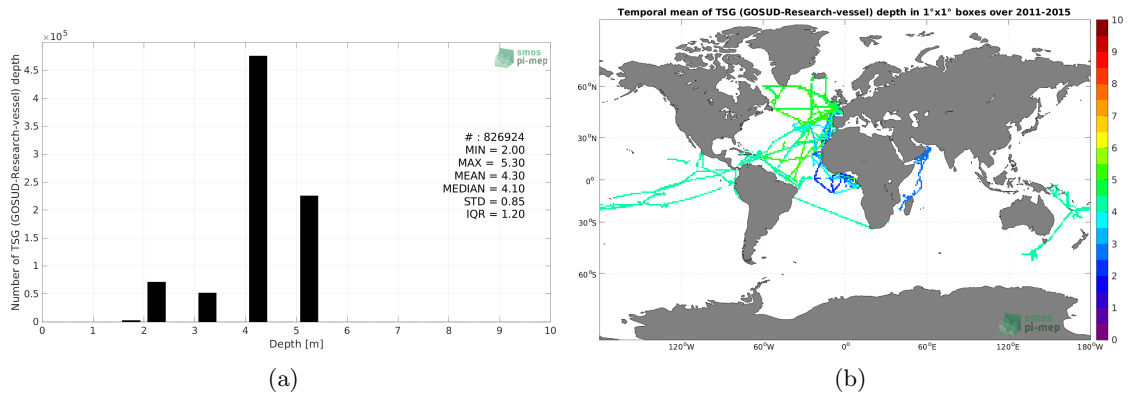 ×10⁵
4.5
4
3.5
3
2.5
2
1.5
1
0.5
0
Number of TSG (GOSUD-Research-vessel) depth
smos
pi-mep
# : 826924
MIN = 2.00
MAX = 5.30
MEAN = 4.30
MEDIAN = 4.10
STD = 0.85
IQR = 1.20
0 1 2 3 4 5 6 7 8 9 10
Depth [m]
(a)
Temporal mean of TSG (GOSUD-Research-vessel) depth in 1°x1° boxes over 2011-2015
60°N
30°N
15°N
0°
15°S
30°S
60°S
120°W 60°W 0° 60°E 120°E 180°W
smos
pi-mep
10
9
8
7
6
5
4
3
2
1
0
(b)